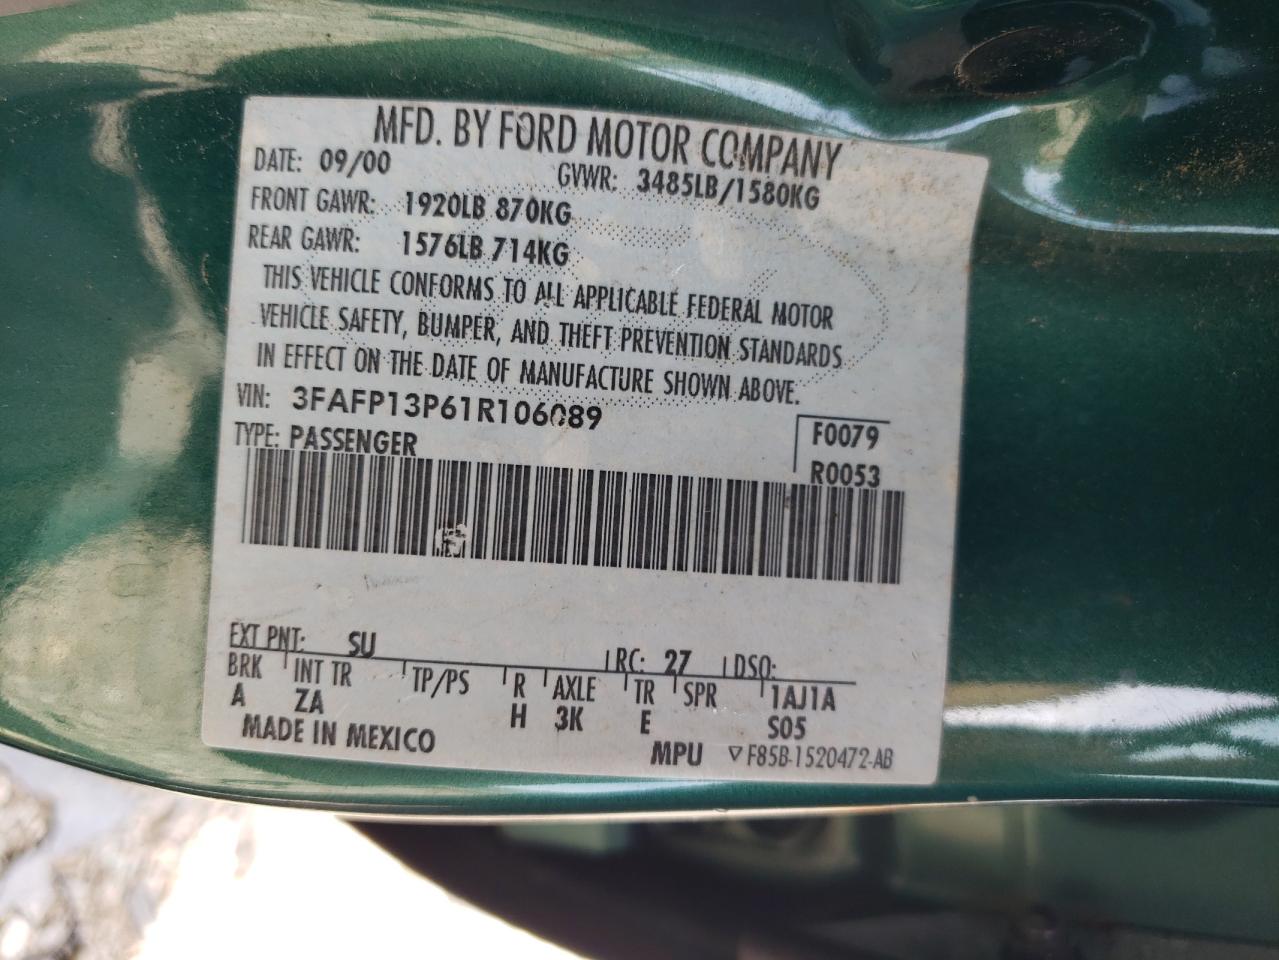 MFD. BY FORD MOTOR COMPANY
DATE: 09/00 GVWR: 3485LB/1580KG
FRONT GAWR: 1920LB 870KG
REAR GAWR: 1576LB 714KG
THIS VEHICLE CONFORMS TO ALL APPLICABLE FEDERAL MOTOR
VEHICLE SAFETY, BUMPER, AND THEFT PREVENTION STANDARDS
IN EFFECT ON THE DATE OF MANUFACTURE SHOWN ABOVE.
VIN: 3FAFP13P61R106089
F0079
TYPE: PASSENGER
R0053
EXT PNT: SU RC: 27 DSO:
BRK INT TR TP/PS R AXLE TR SPR 1AJ1A
A ZA H 3K E S05
MADE IN MEXICO MPU ▽ F85B-1520472-AB